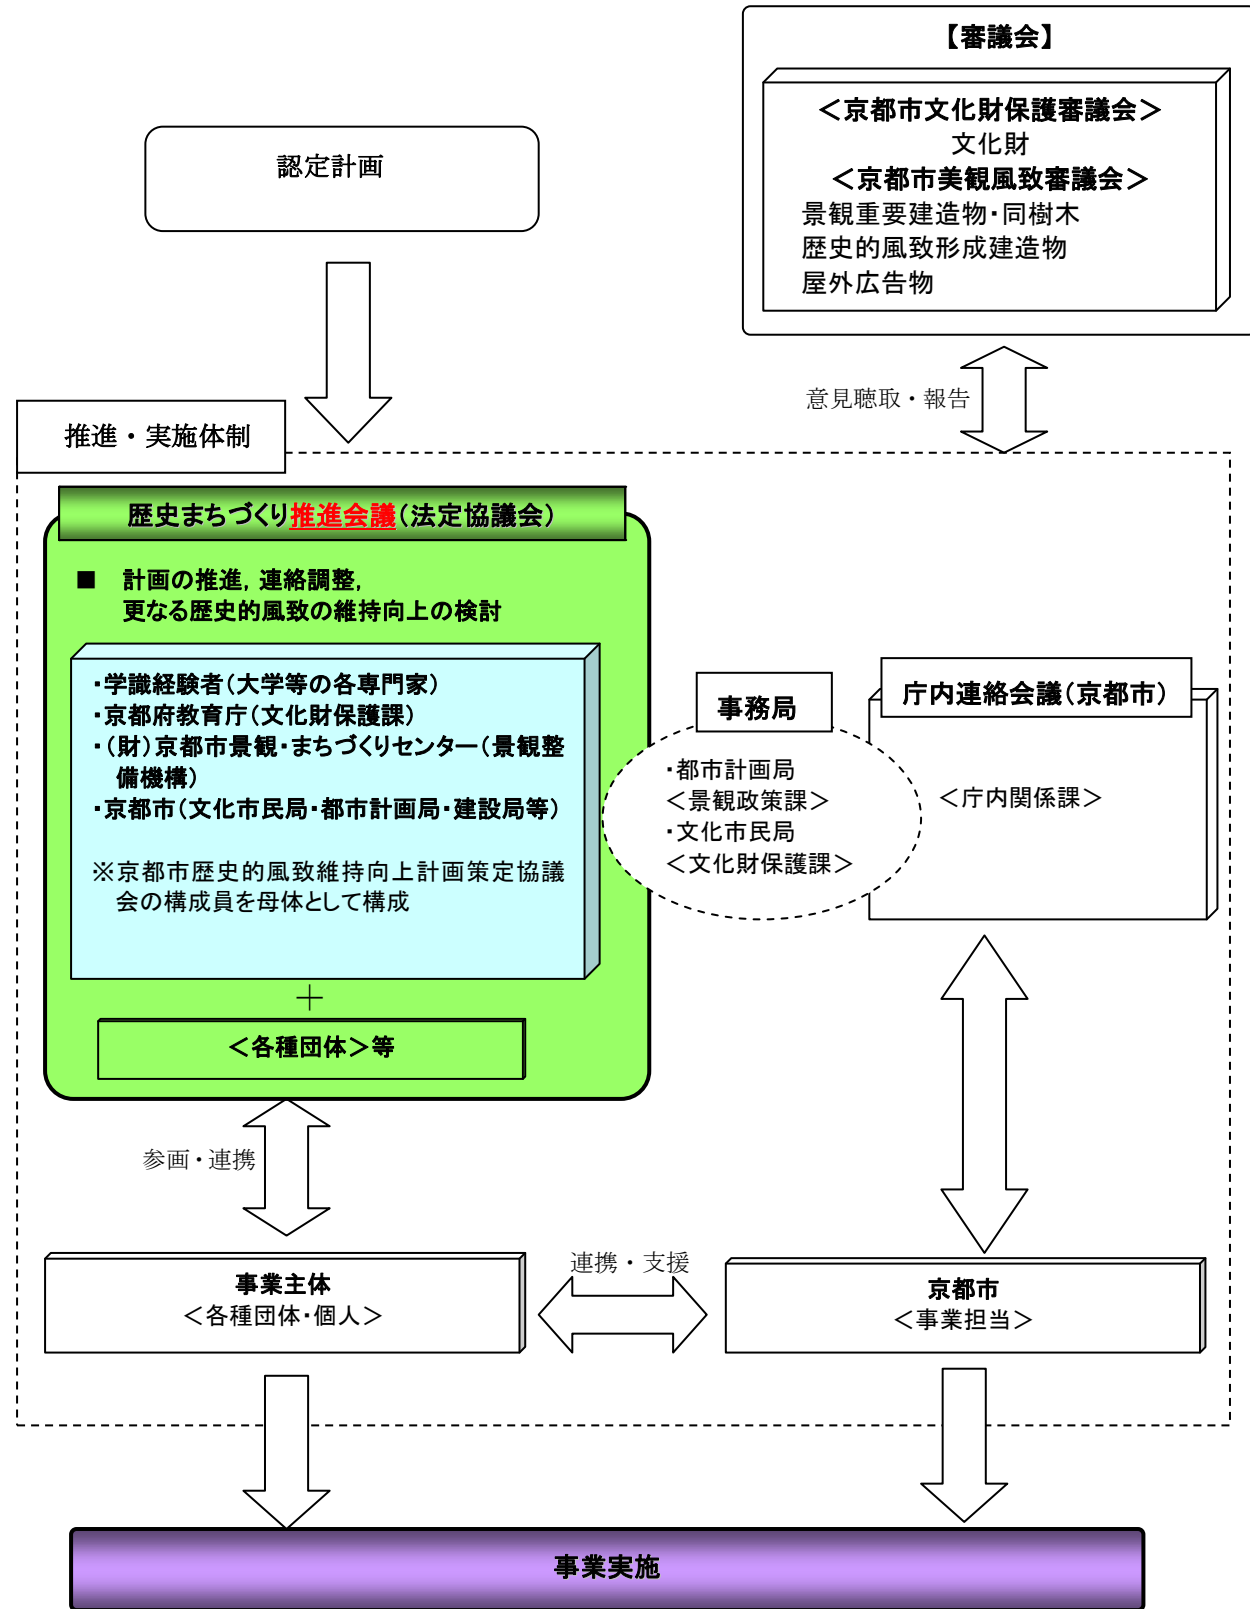 【審議会】
＜京都市文化財保護審議会＞
文化財
＜京都市美観風致審議会＞
景観重要建造物・同樹木
歴史的風致形成建造物
屋外広告物
認定計画
意見聴取・報告
推進・実施体制
歴史まちづくり推進会議（法定協議会）
■ 計画の推進，連絡調整，
更なる歴史的風致の維持向上の検討
・学識経験者（大学等の各専門家）
・京都府教育庁（文化財保護課）
・（財）京都市景観・まちづくりセンター（景観整
備機構）
・京都市（文化市民局・都市計画局・建設局等）
※京都市歴史的風致維持向上計画策定協議
会の構成員を母体として構成
＋
＜各種団体＞等
事務局
・都市計画局
＜景観政策課＞
・文化市民局
＜文化財保護課＞
庁内連絡会議（京都市）
＜庁内関係課＞
参画・連携
事業主体
＜各種団体・個人＞
連携・支援
京都市
＜事業担当＞
事業実施